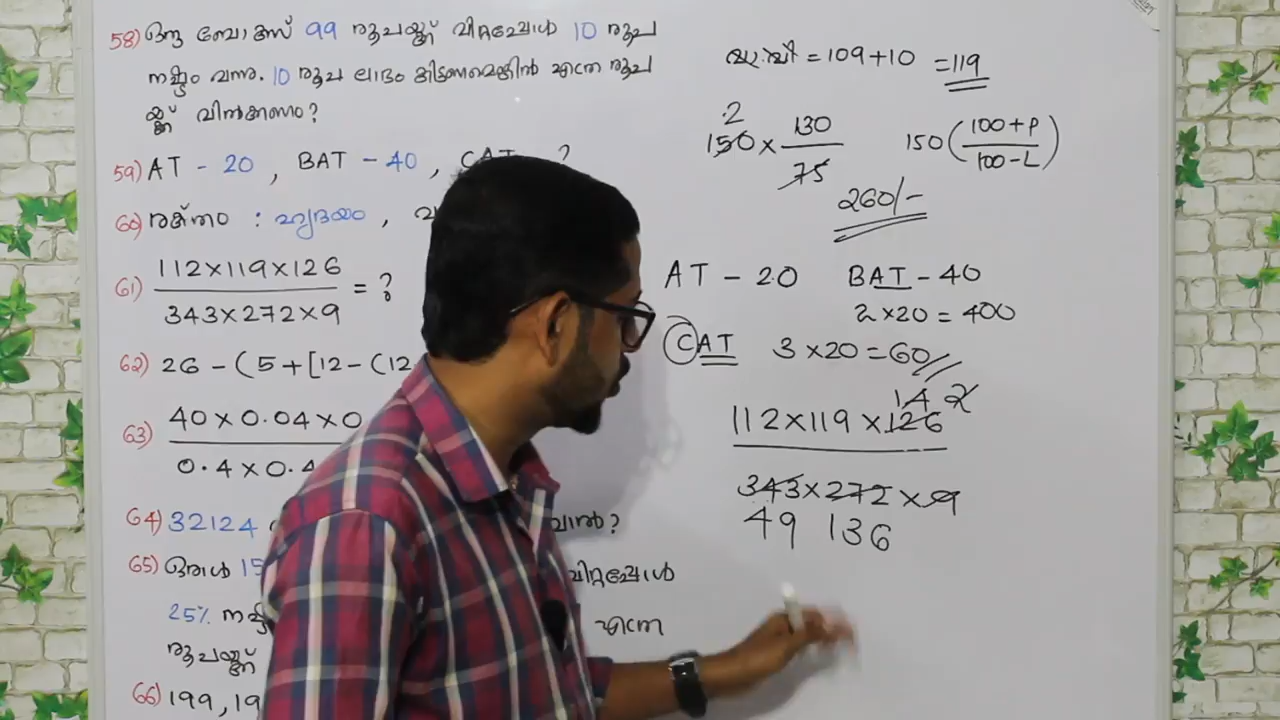 58) ഒരു ബോക്സ് 99 രൂപയ്ക്ക് വിറ്റപ്പോൾ 10 രൂപ
നഷ്ടം വന്നു. 10 രൂപ ലാഭം കിട്ടണമെങ്കിൽ എത്ര രൂപ
യ്ക്ക് വിൽക്കണം?
59) AT - 20 , BAT - 40 , CAT ?
60) രക്തം : ഹൃദയം ,
61) 112×119×126
343×272×9
= ?
62) 26 - (5+[12-(12
63) 40 × 0.04 × 0
0.4 × 0.4
64) 32124 ?
65) ഒരാൾ 15 വിറ്റപ്പോൾ
25% എത്ര
രൂപയ്ക്ക്
66) 199, 19
= 109+10 = 119
2
150 × 130
75
150 (100+P
100-L)
260/-
AT - 20 BAT - 40
2 × 20 = 400
CAT 3 × 20 = 60
14 2
112×119×126
343×272×9
49 136